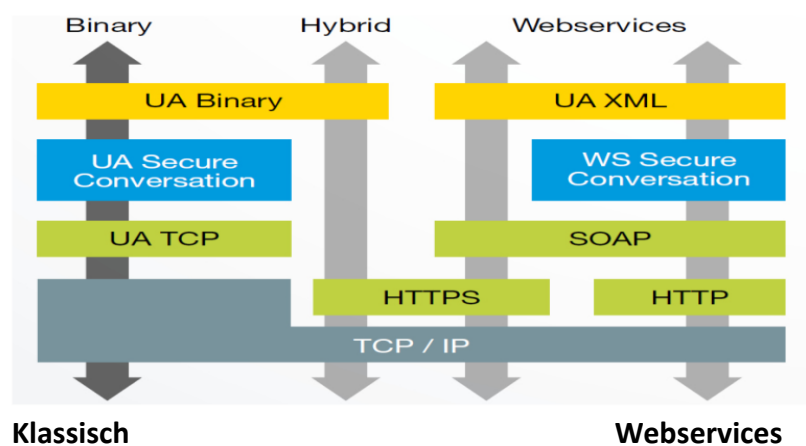 Binary Hybrid Webservices
UA Binary UA XML
UA Secure
Conversation
WS Secure
Conversation
UA TCP SOAP
HTTPS HTTP
TCP / IP
Klassisch Webservices